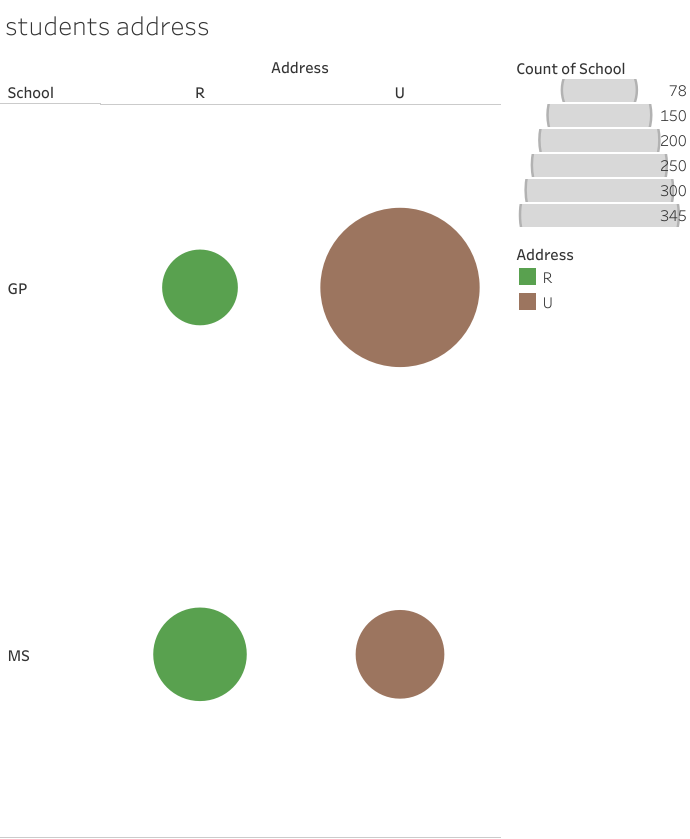 students address
Address
School R U
GP
MS
Count of School
78
150
200
250
300
345
Address
R
U